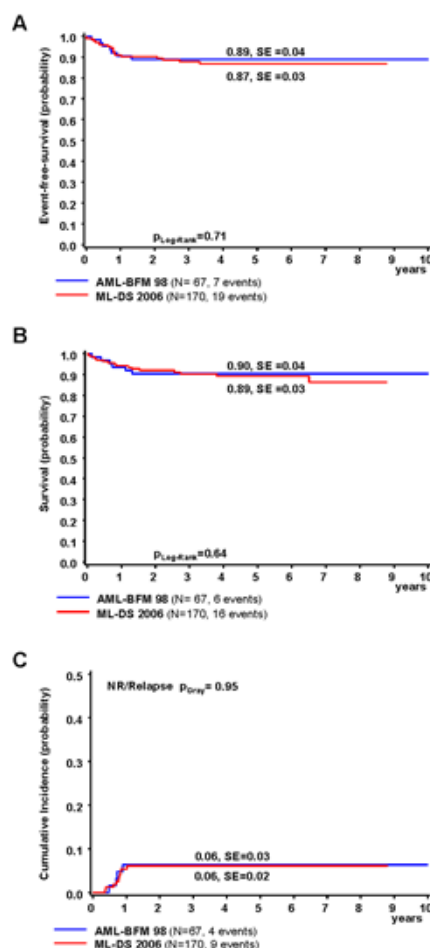 A
Event-free-survival (probability)
1.0
0.9
0.8
0.7
0.6
0.5
0.4
0.3
0.2
0.1
0.0
0.89, SE =0.04
0.87, SE =0.03
pLog-Rank=0.71
0 1 2 3 4 5 6 7 8 9 10
years
AML-BFM 98 (N= 67, 7 events)
ML-DS 2006 (N=170, 19 events)
B
Survival (probability)
1.0
0.9
0.8
0.7
0.6
0.5
0.4
0.3
0.2
0.1
0.0
0.90, SE =0.04
0.89, SE =0.03
pLog-Rank=0.64
0 1 2 3 4 5 6 7 8 9 10
years
AML-BFM 98 (N= 67, 6 events)
ML-DS 2006 (N=170, 16 events)
C
Cumulative Incidence (probability)
0.5
0.4
0.3
0.2
0.1
0.0
NR/Relapse pGray= 0.95
0.06, SE=0.03
0.06, SE=0.02
0 1 2 3 4 5 6 7 8 9 10
years
AML-BFM 98 (N=67, 4 events)
ML-DS 2006 (N=170, 9 events)